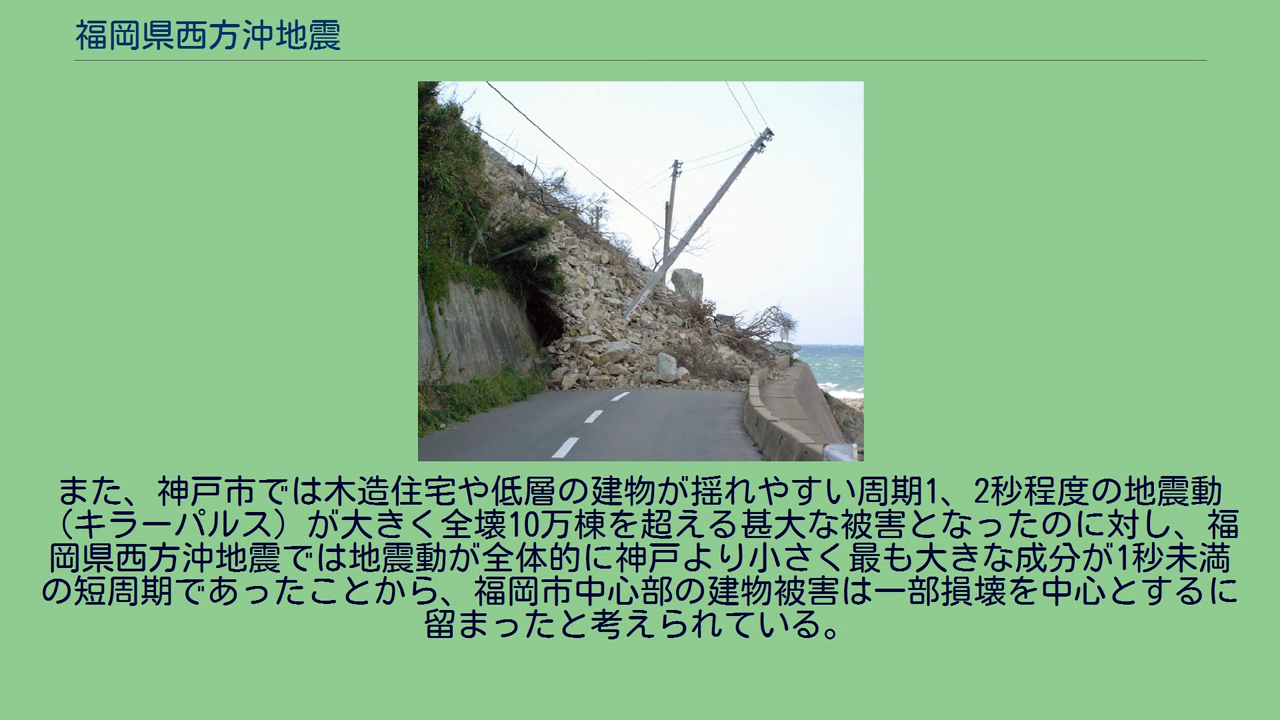 福岡県西方沖地震
また、神戸市では木造住宅や低層の建物が揺れやすい周期1、2秒程度の地震動
（キラーパルス）が大きく全壊10万棟を超える甚大な被害となったのに対し、福
岡県西方沖地震では地震動が全体的に神戸より小さく最も大きな成分が1秒未満
の短周期であったことから、福岡市中心部の建物被害は一部損壊を中心とするに
留まったと考えられている。